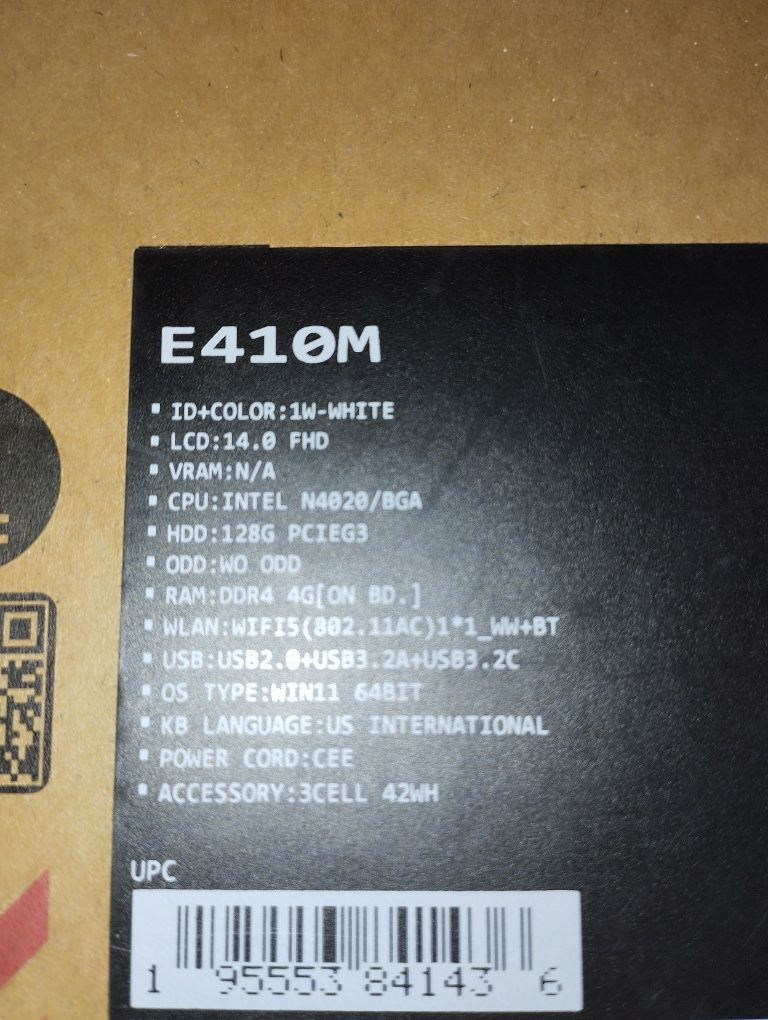 E410M
▪ ID+COLOR:1W-WHITE
▪ LCD:14.0 FHD
▪ VRAM:N/A
▪ CPU:INTEL N4020/BGA
▪ HDD:128G PCIEG3
▪ ODD:WO ODD
▪ RAM:DDR4 4G[ON BD.]
▪ WLAN:WIFI5(802.11AC)1*1_WW+BT
▪ USB:USB2.0+USB3.2A+USB3.2C
▪ OS TYPE:WIN11 64BIT
▪ KB LANGUAGE:US INTERNATIONAL
▪ POWER CORD:CEE
▪ ACCESSORY:3CELL 42WH
UPC
1 95553 84143 6